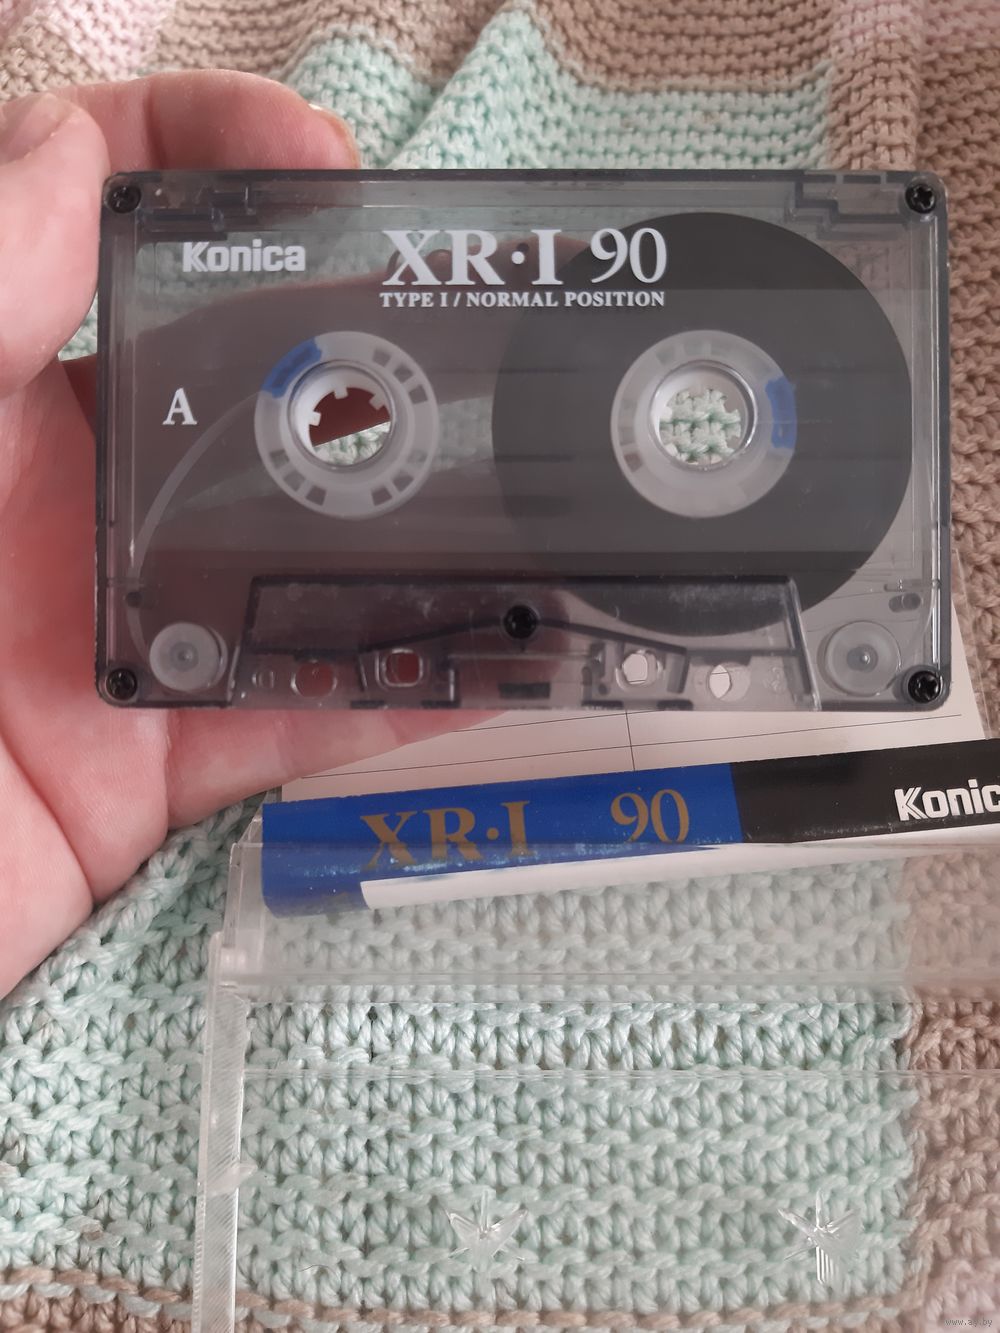 Konica
XR·I 90
TYPE I / NORMAL POSITION
A
XR·I 90
Konic
www.ay.by